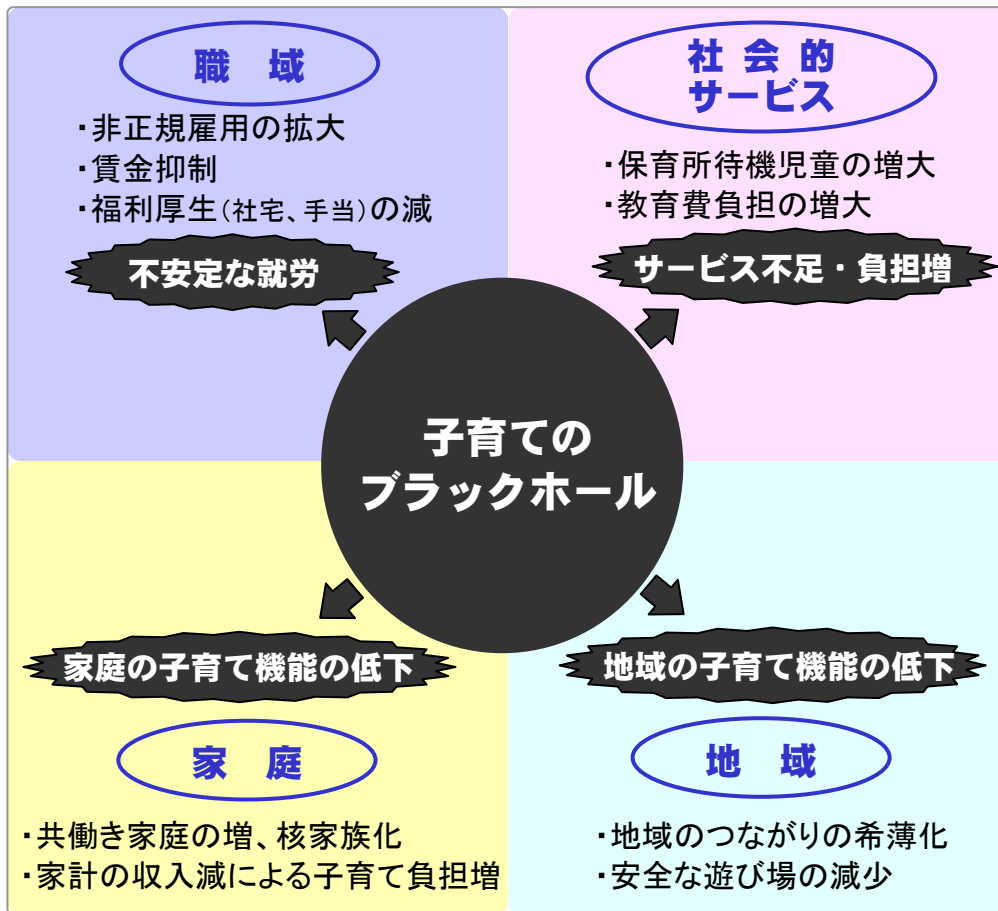 職　域
・非正規雇用の拡大
・賃金抑制
・福利厚生（社宅、手当）の減
不安定な就労
社 会 的
サービス
・保育所待機児童の増大
・教育費負担の増大
サービス不足・負担増
子育ての
ブラックホール
家庭の子育て機能の低下
家　庭
・共働き家庭の増、核家族化
・家計の収入減による子育て負担増
地域の子育て機能の低下
地　域
・地域のつながりの希薄化
・安全な遊び場の減少